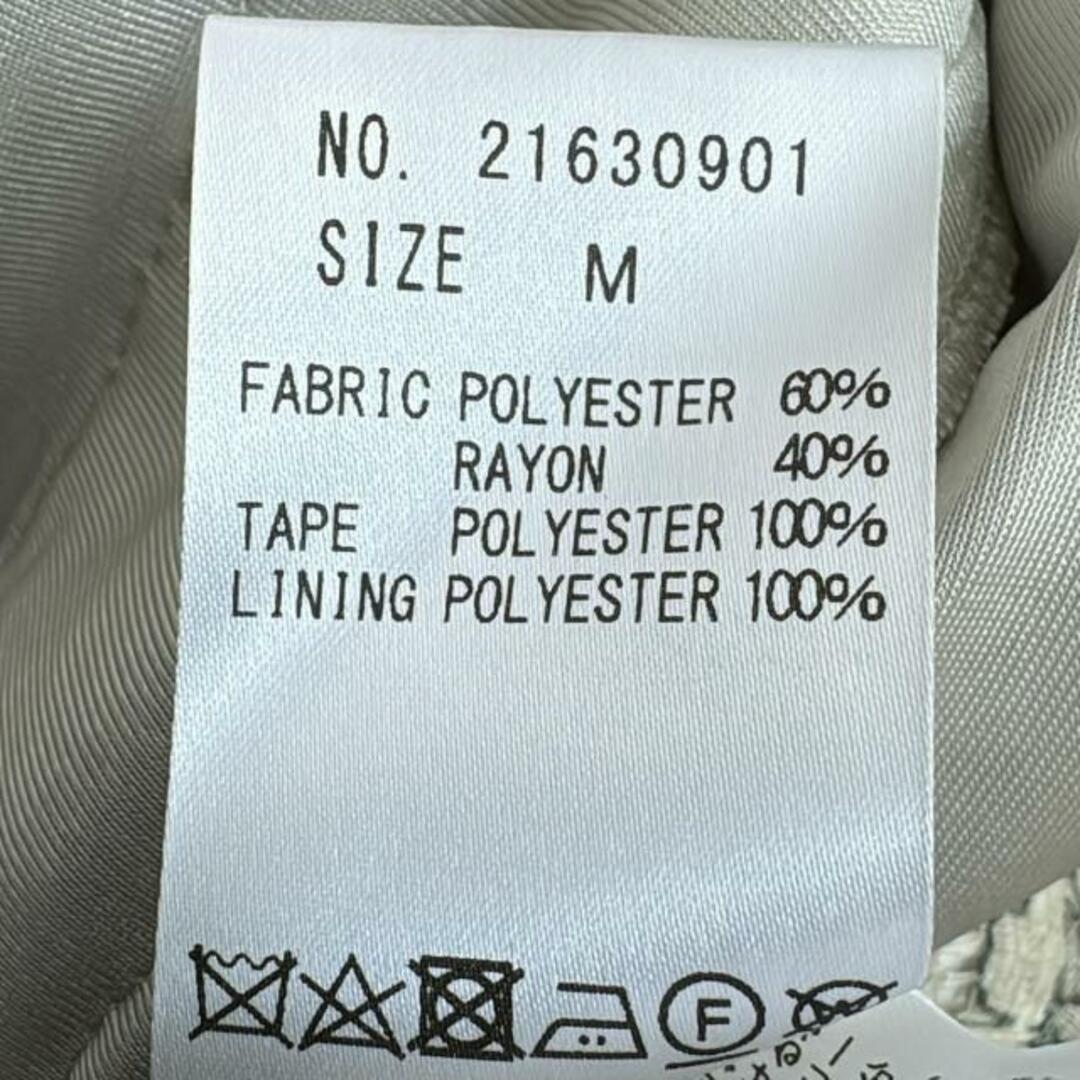 NO. 21630901
SIZE M
FABRIC POLYESTER 60%
RAYON 40%
TAPE POLYESTER 100%
LINING POLYESTER 100%
F